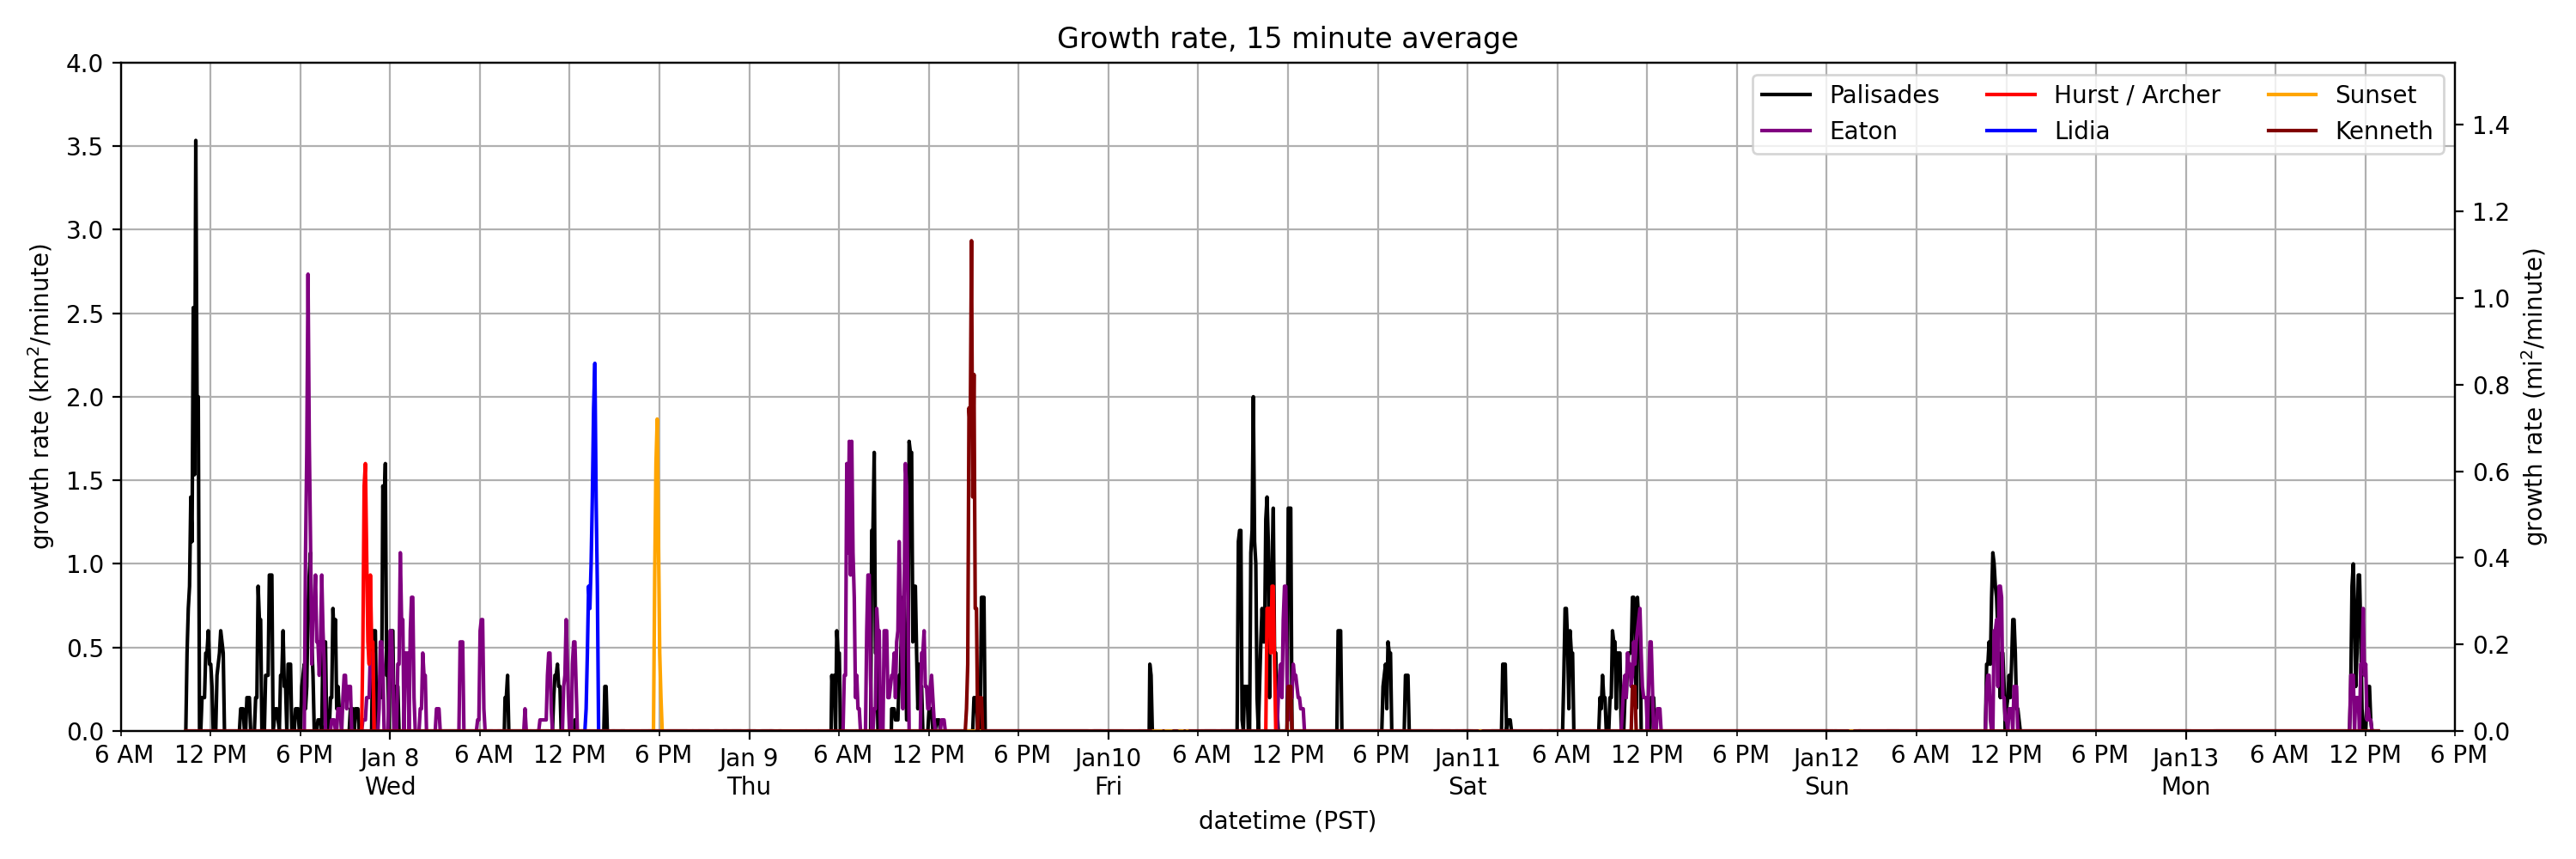 Growth rate, 15 minute average
growth rate (km²/minute)
4.0
3.5
3.0
2.5
2.0
1.5
1.0
0.5
0.0
Palisades
Eaton
Hurst / Archer
Lidia
Sunset
Kenneth
1.4
1.2
1.0
0.8
0.6
0.4
0.2
0.0
growth rate (mi²/minute)
6 AM 12 PM 6 PM Jan 8 6 AM 12 PM 6 PM Jan 9 6 AM 12 PM 6 PM Jan10 6 AM 12 PM 6 PM Jan11 6 AM 12 PM 6 PM Jan12 6 AM 12 PM 6 PM Jan13 6 AM 12 PM 6 PM
Wed Thu Fri Sat Sun Mon
datetime (PST)